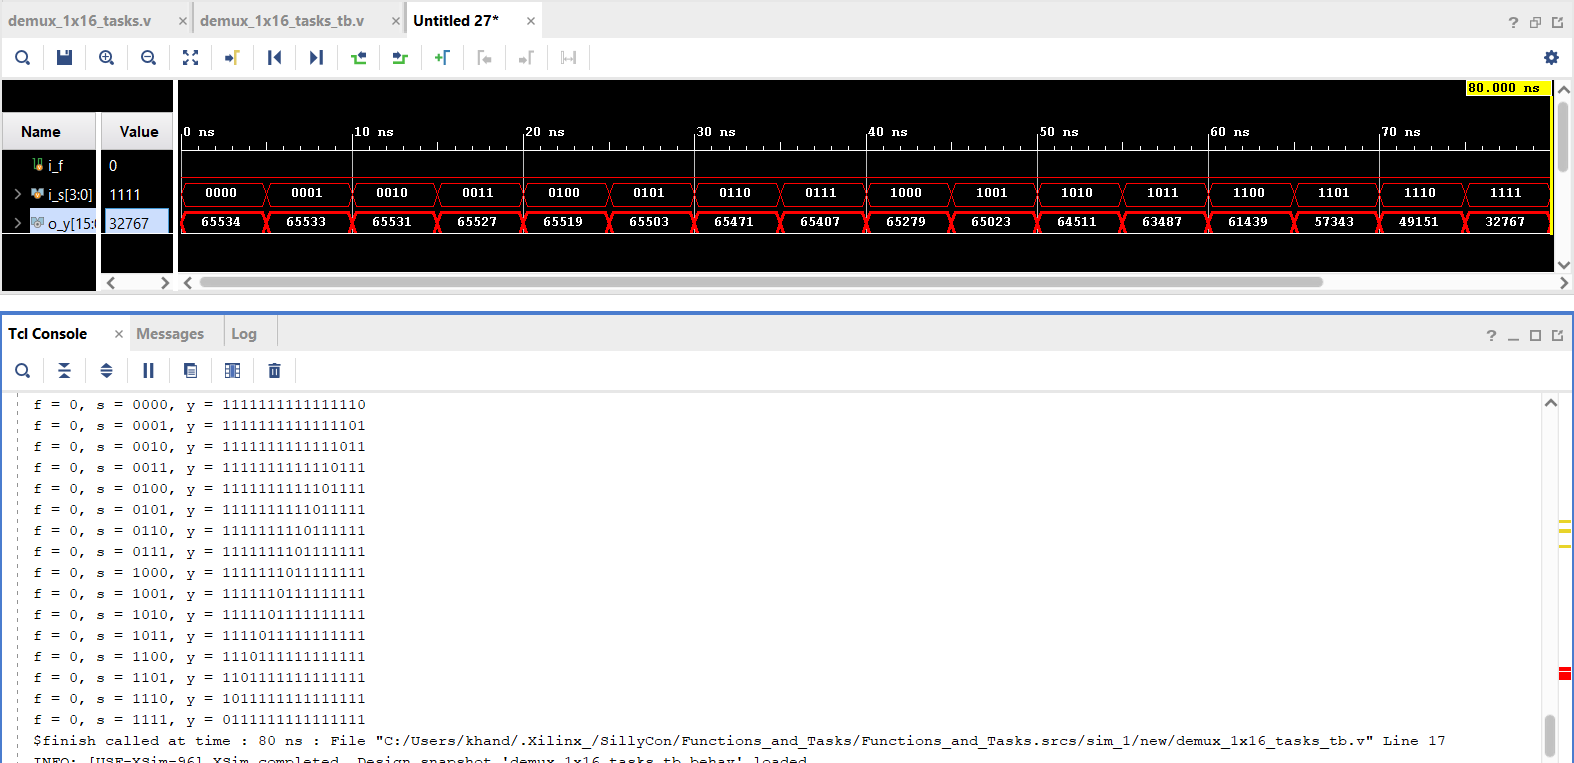 demux_1x16_tasks.v × demux_1x16_tasks_tb.v × Untitled 27* ×
80.000 ns
Name Value
0 ns 10 ns 20 ns 30 ns 40 ns 50 ns 60 ns 70 ns
i_f 0
i_s[3:0] 1111 0000 0001 0010 0011 0100 0101 0110 0111 1000 1001 1010 1011 1100 1101 1110 1111
o_y[15:0 32767 65534 65533 65531 65527 65519 65503 65471 65407 65279 65023 64511 63487 61439 57343 49151 32767
Tcl Console × Messages Log
f = 0, s = 0000, y = 1111111111111110
f = 0, s = 0001, y = 1111111111111101
f = 0, s = 0010, y = 1111111111111011
f = 0, s = 0011, y = 1111111111110111
f = 0, s = 0100, y = 1111111111101111
f = 0, s = 0101, y = 1111111111011111
f = 0, s = 0110, y = 1111111110111111
f = 0, s = 0111, y = 1111111101111111
f = 0, s = 1000, y = 1111111011111111
f = 0, s = 1001, y = 1111110111111111
f = 0, s = 1010, y = 1111101111111111
f = 0, s = 1011, y = 1111011111111111
f = 0, s = 1100, y = 1110111111111111
f = 0, s = 1101, y = 1101111111111111
f = 0, s = 1110, y = 1011111111111111
f = 0, s = 1111, y = 0111111111111111
$finish called at time : 80 ns : File "C:/Users/khand/.Xilinx_/SillyCon/Functions_and_Tasks/Functions_and_Tasks.srcs/sim_1/new/demux_1x16_tasks_tb.v" Line 17
INFO: [USF-XSim-96] XSim completed. Design snapshot 'demux_1x16_tasks_tb_behav' loaded.